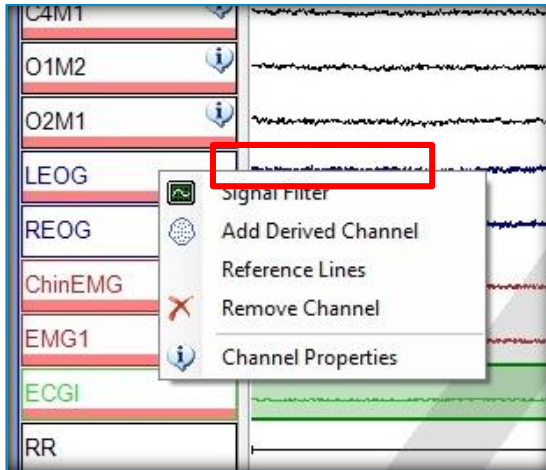 C4M1
O1M2
O2M1
LEOG
Signal Filter
REOG
Add Derived Channel
Reference Lines
ChinEMG
Remove Channel
EMG1
Channel Properties
ECGI
RR